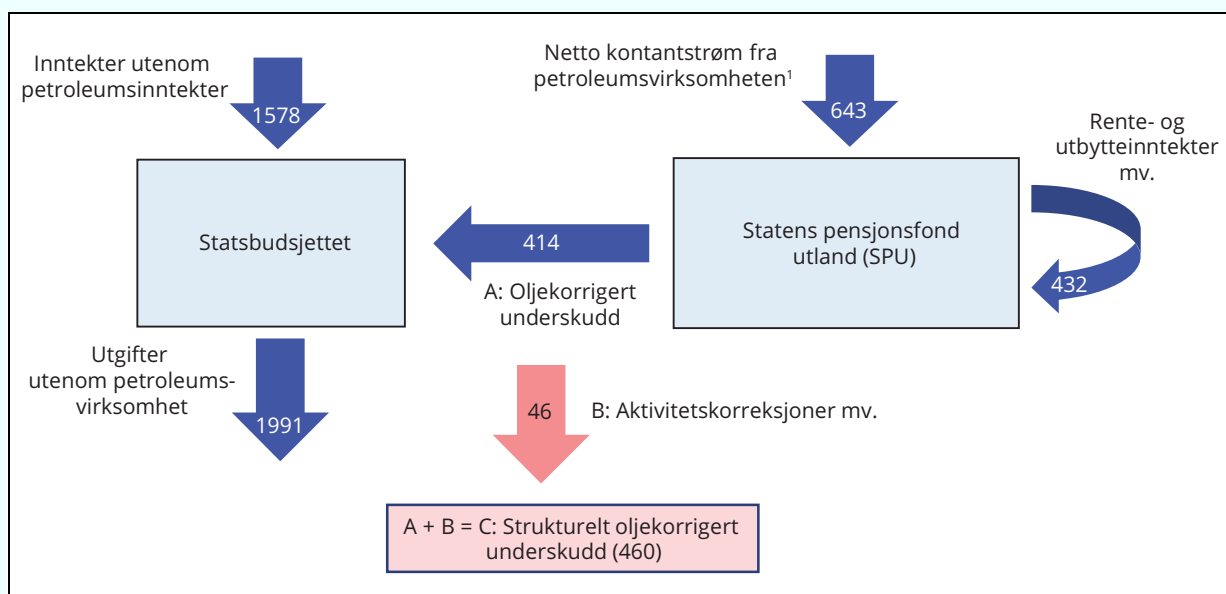 Inntekter utenom
petroleumsinntekter
1578
Netto kontantstrøm fra
petroleumsvirksomheten¹
643
Rente- og
utbytteinntekter
mv.
432
Statsbudsjettet
414
Statens pensjonsfond
utland (SPU)
A: Oljekorrigert
underskudd
Utgifter
utenom petroleums-
virksomhet
1991
46
B: Aktivitetskorreksjoner mv.
A + B = C: Strukturelt oljekorrigert
underskudd (460)